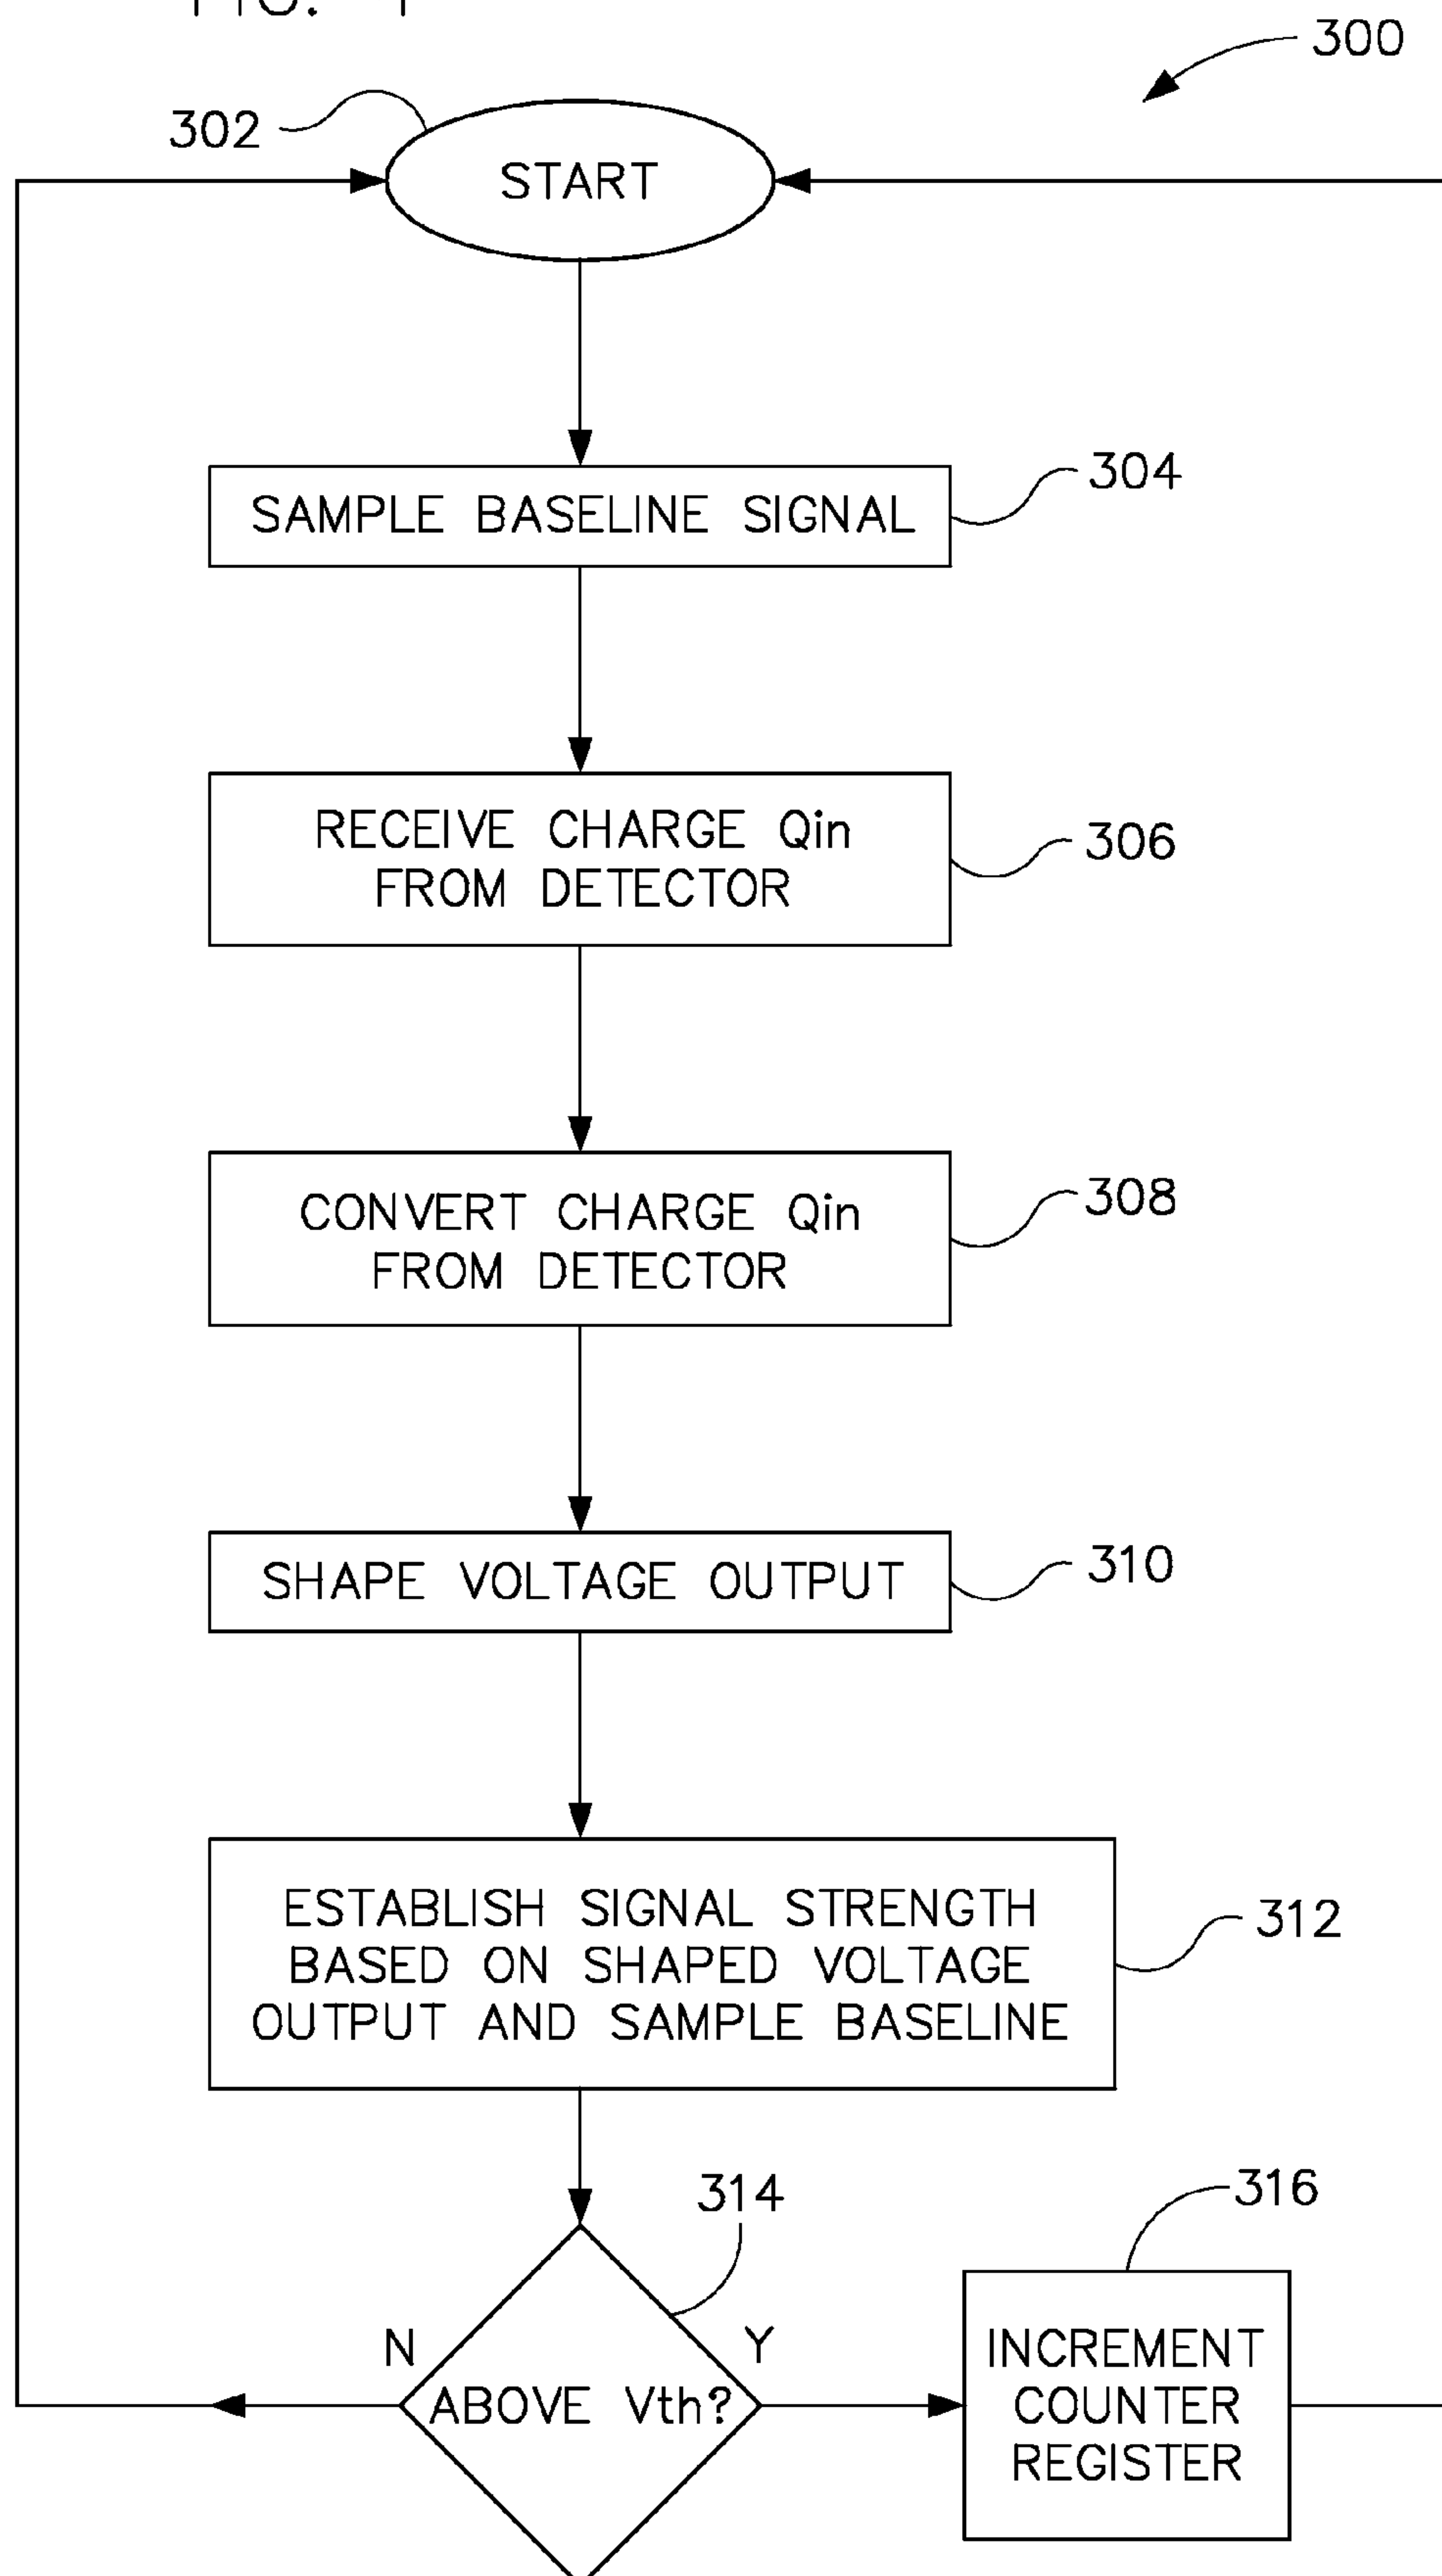 300
302
START
304
SAMPLE BASELINE SIGNAL
RECEIVE CHARGE Qin
FROM DETECTOR
306
CONVERT CHARGE Qin
FROM DETECTOR
308
SHAPE VOLTAGE OUTPUT
310
ESTABLISH SIGNAL STRENGTH
BASED ON SHAPED VOLTAGE
OUTPUT AND SAMPLE BASELINE
312
314
316
N
Y
ABOVE Vth?
INCREMENT
COUNTER
REGISTER